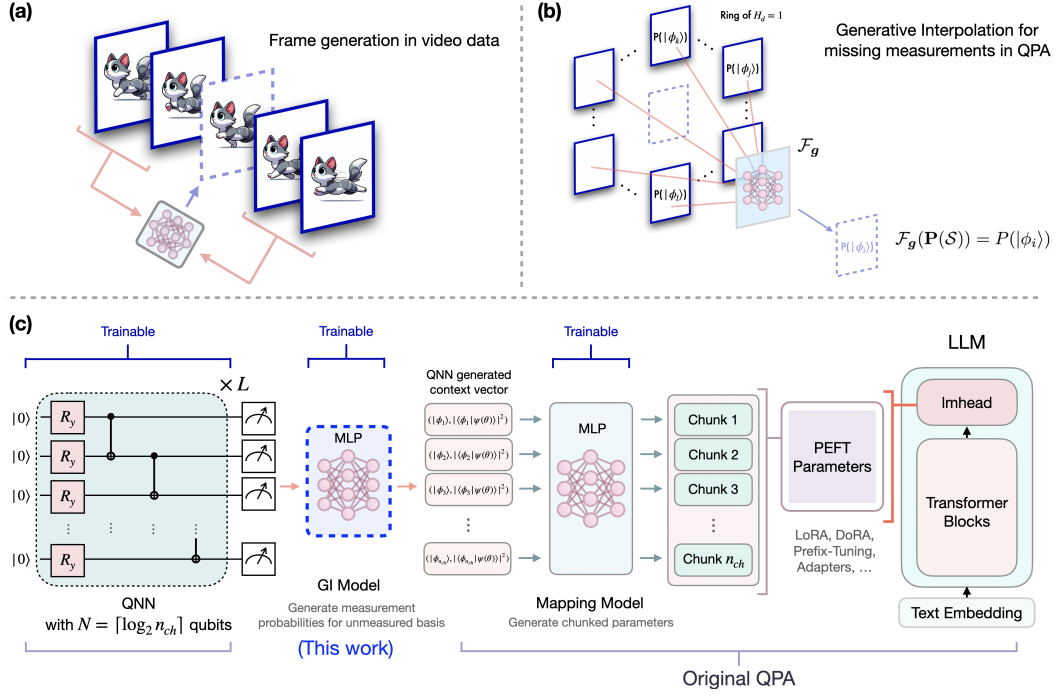 (a)
Frame generation in video data
(b)
Ring of H_d = 1
Generative Interpolation for
missing measurements in QPA
P(|ϕ_k⟩)
P(|ϕ_j⟩)
P(|ϕ_l⟩)
ℱ_g
P(|ϕ_i⟩)
ℱ_g(P(𝒮)) = P(|ϕ_i⟩)
(c)
Trainable
Trainable
Trainable
LLM
× L
QNN generated
context vector
|0⟩ R_y
|0⟩ R_y
|0⟩ R_y
|0⟩ R_y
MLP
(|ϕ_1⟩, |⟨ϕ_1|ψ(θ)⟩|²)
(|ϕ_2⟩, |⟨ϕ_2|ψ(θ)⟩|²)
(|ϕ_3⟩, |⟨ϕ_3|ψ(θ)⟩|²)
MLP
Chunk 1
Chunk 2
Chunk 3
Chunk n_ch
PEFT
Parameters
lmhead
Transformer
Blocks
LoRA, DoRA,
Prefix-Tuning,
Adapters, ...
Text Embedding
QNN
with N = ⌈log₂ n_ch⌉ qubits
GI Model
Generate measurement
probabilities for unmeasured basis
(This work)
Mapping Model
Generate chunked parameters
Original QPA